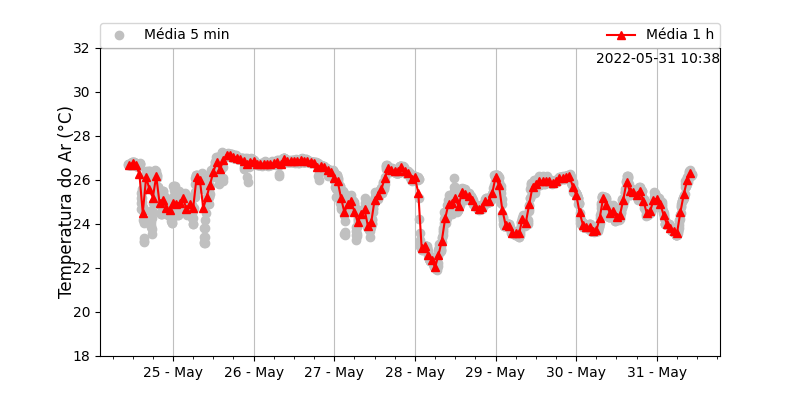 Média 5 min
Média 1 h
2022-05-31 10:38
Temperatura do Ar (°C)
32
30
28
26
24
22
20
18
25 - May
26 - May
27 - May
28 - May
29 - May
30 - May
31 - May